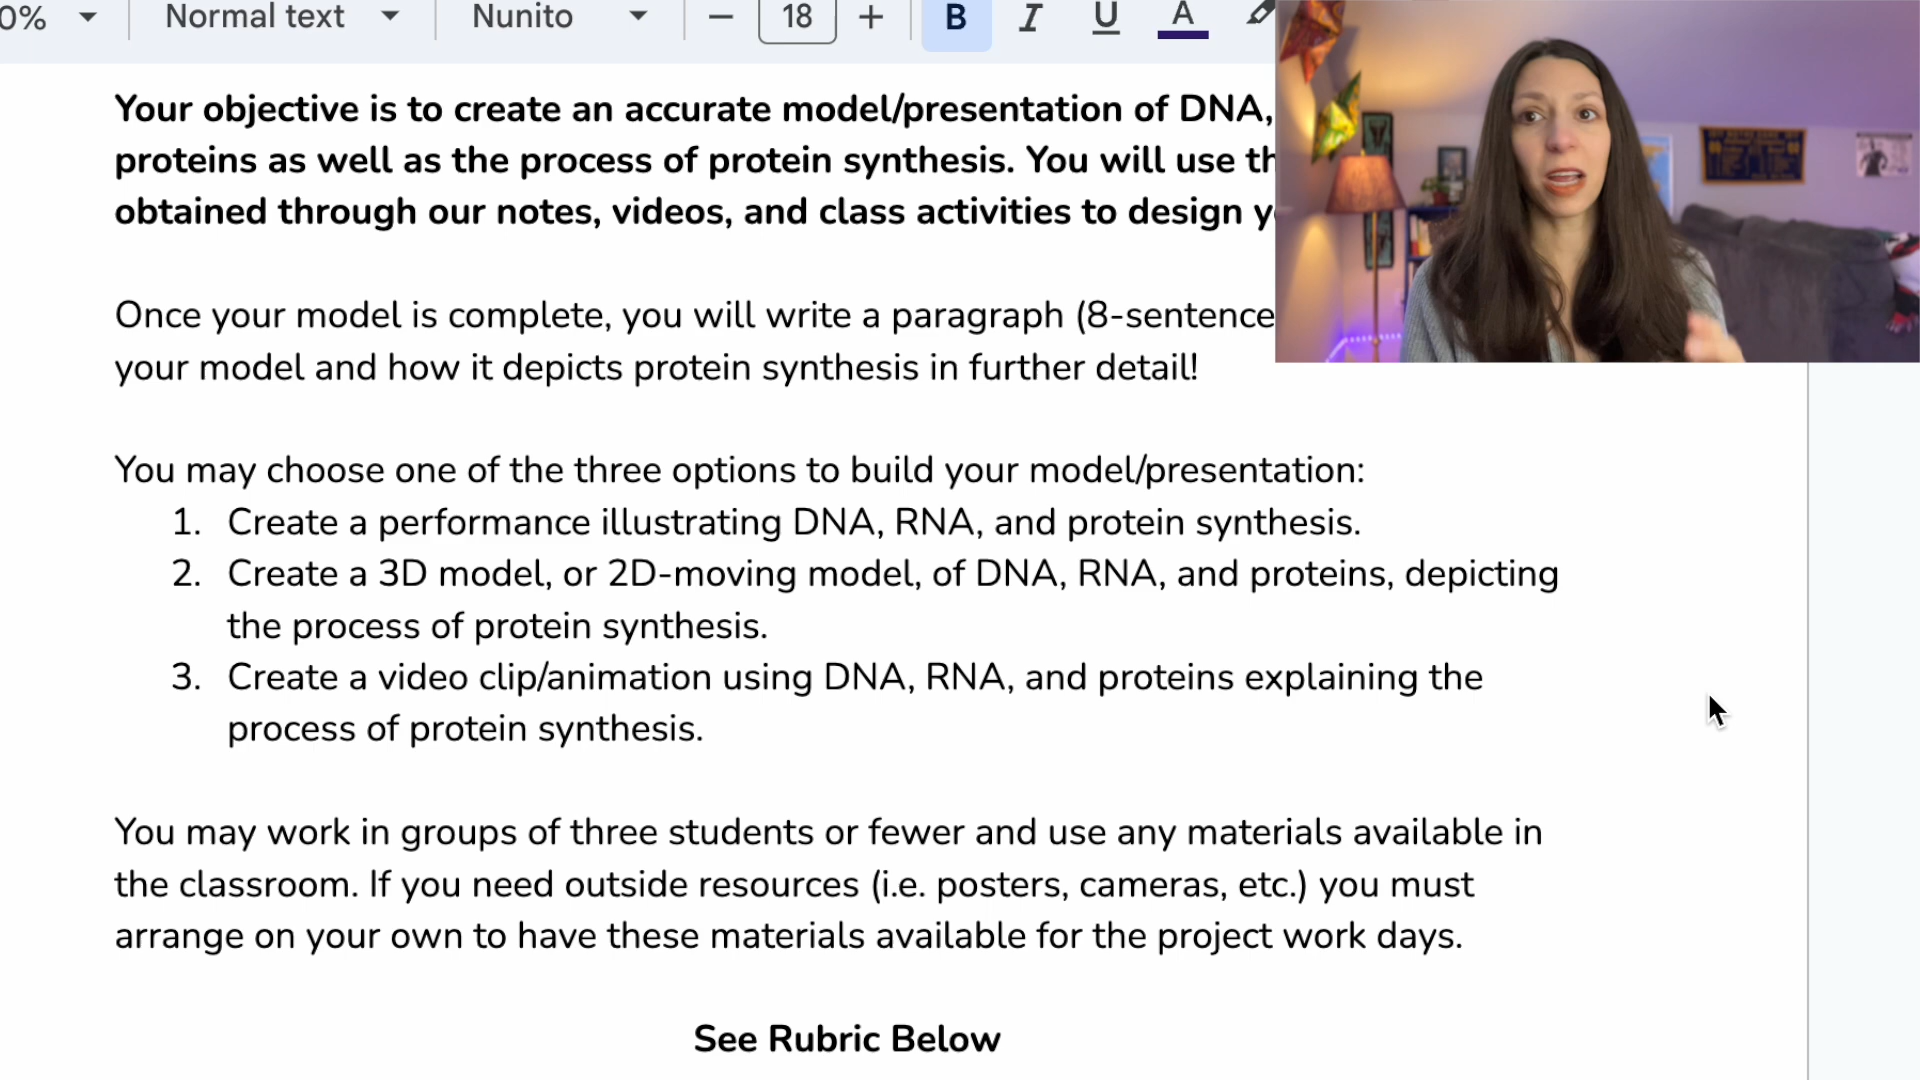 0%  Normal text  Nunito  18  B I U A
Your objective is to create an accurate model/presentation of DNA,
proteins as well as the process of protein synthesis. You will use
obtained through our notes, videos, and class activities to design
Once your model is complete, you will write a paragraph (8-sentence
your model and how it depicts protein synthesis in further detail!
You may choose one of the three options to build your model/presentation:
1. Create a performance illustrating DNA, RNA, and protein synthesis.
2. Create a 3D model, or 2D-moving model, of DNA, RNA, and proteins, depicting
the process of protein synthesis.
3. Create a video clip/animation using DNA, RNA, and proteins explaining the
process of protein synthesis.
You may work in groups of three students or fewer and use any materials available in
the classroom. If you need outside resources (i.e. posters, cameras, etc.) you must
arrange on your own to have these materials available for the project work days.
See Rubric Below